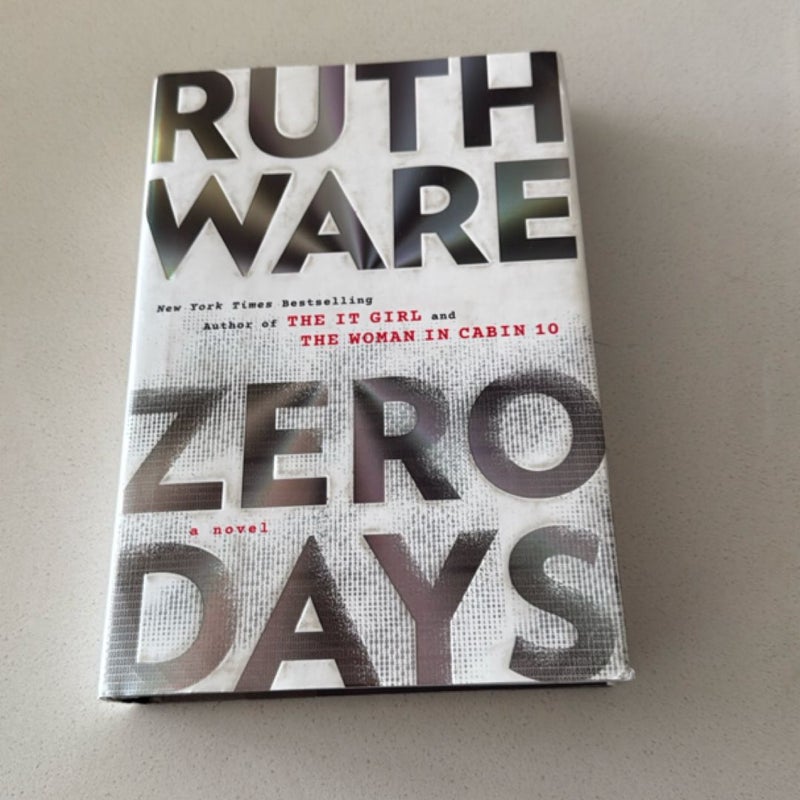 RUTH
WARE
New York Times Bestselling
Author of THE IT GIRL and
THE WOMAN IN CABIN 10
ZERO
a novel
DAYS